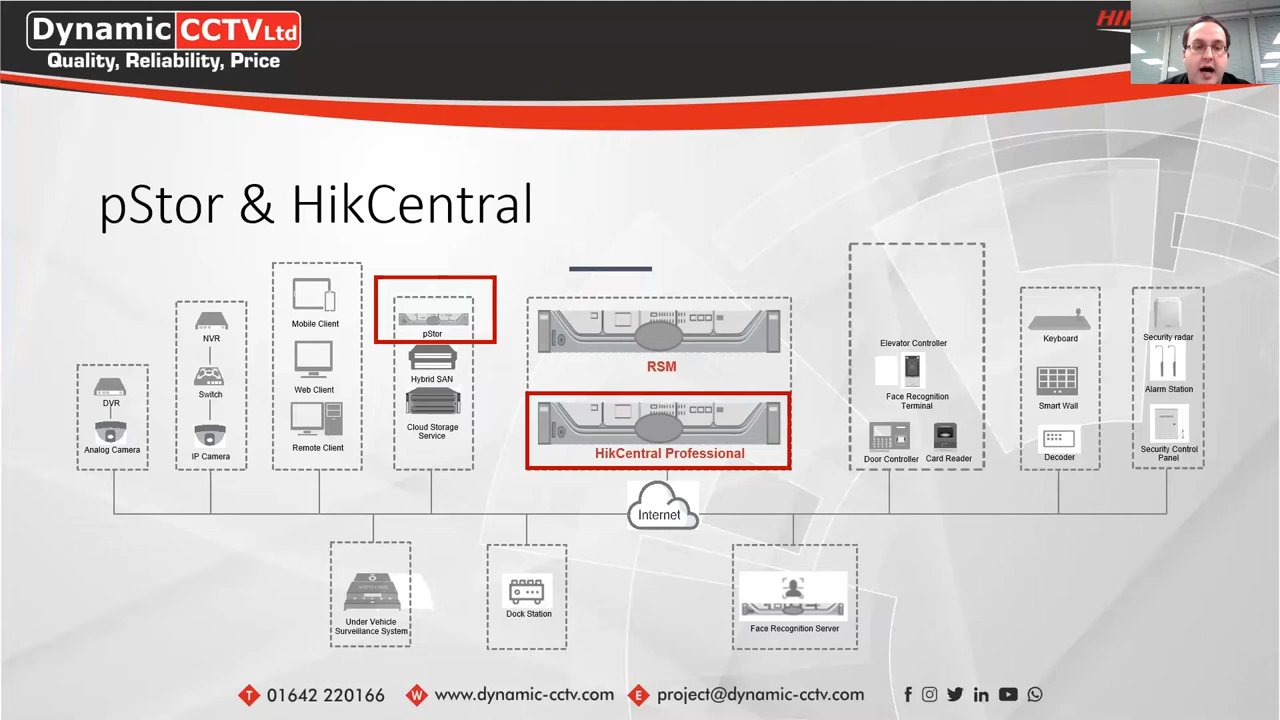 Dynamic CCTV Ltd
Quality, Reliability, Price
pStor & HikCentral
Mobile Client
Web Client
Remote Client
NVR
Switch
IP Camera
DVR
Analog Camera
pStor
Hybrid SAN
Cloud Storage
Service
RSM
HikCentral Professional
Elevator Controller
Face Recognition
Terminal
Door Controller
Card Reader
Keyboard
Smart Wall
Decoder
Security radar
Alarm Station
Security Control
Panel
Internet
Under Vehicle
Surveillance System
Dock Station
Face Recognition Server
T 01642 220166
W www.dynamic-cctv.com
E project@dynamic-cctv.com